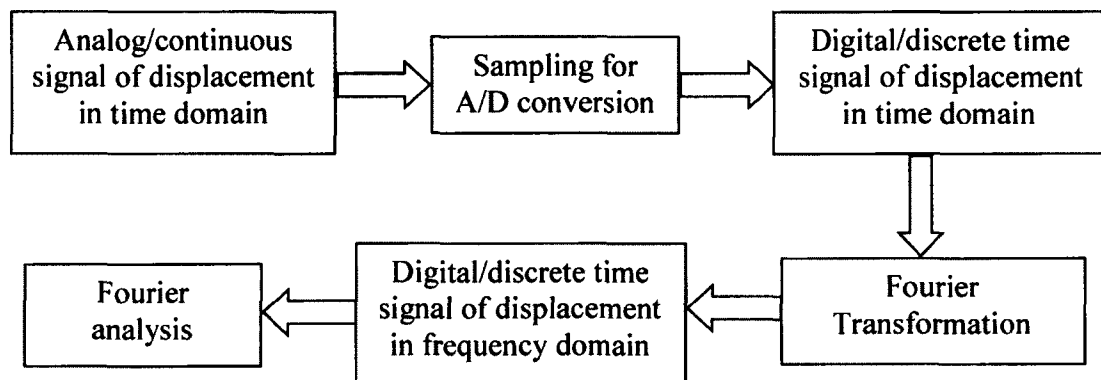 Analog/continuous
signal of displacement
in time domain
Sampling for
A/D conversion
Digital/discrete time
signal of displacement
in time domain
Fourier
Transformation
Digital/discrete time
signal of displacement
in frequency domain
Fourier
analysis